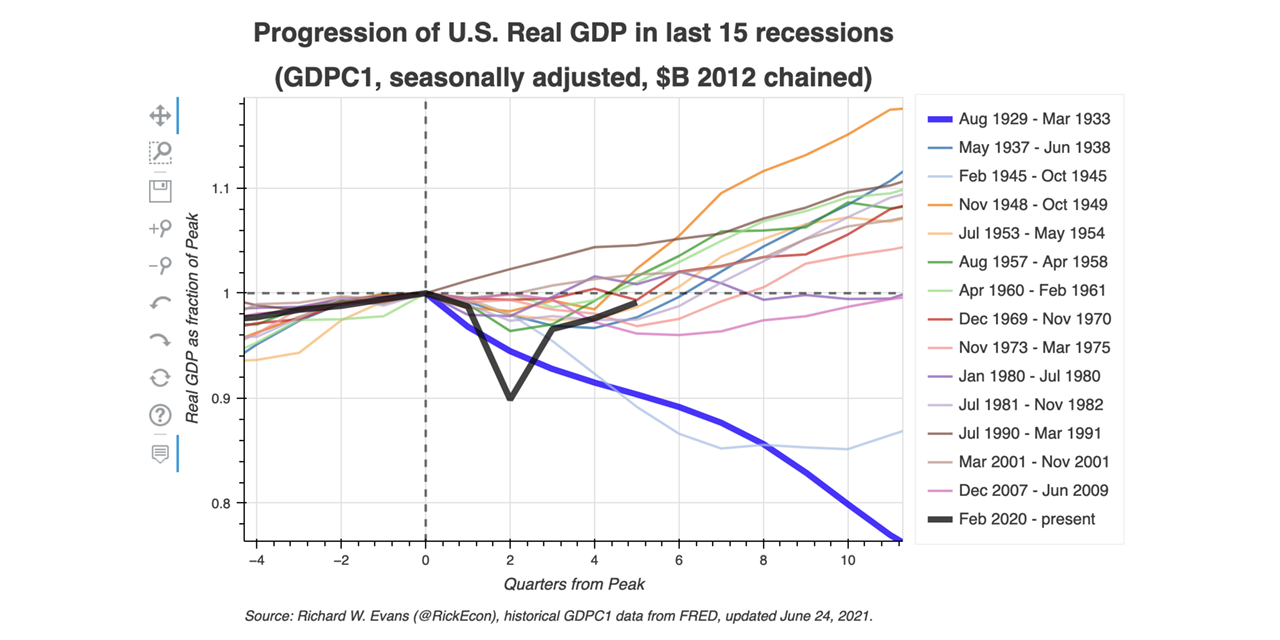 Progression of U.S. Real GDP in last 15 recessions
(GDPC1, seasonally adjusted, $B 2012 chained)
Real GDP as fraction of Peak
1.1
1
0.9
0.8
−4
−2
0
2
4
6
8
10
Quarters from Peak
Aug 1929 - Mar 1933
May 1937 - Jun 1938
Feb 1945 - Oct 1945
Nov 1948 - Oct 1949
Jul 1953 - May 1954
Aug 1957 - Apr 1958
Apr 1960 - Feb 1961
Dec 1969 - Nov 1970
Nov 1973 - Mar 1975
Jan 1980 - Jul 1980
Jul 1981 - Nov 1982
Jul 1990 - Mar 1991
Mar 2001 - Nov 2001
Dec 2007 - Jun 2009
Feb 2020 - present
Source: Richard W. Evans (@RickEcon), historical GDPC1 data from FRED, updated June 24, 2021.